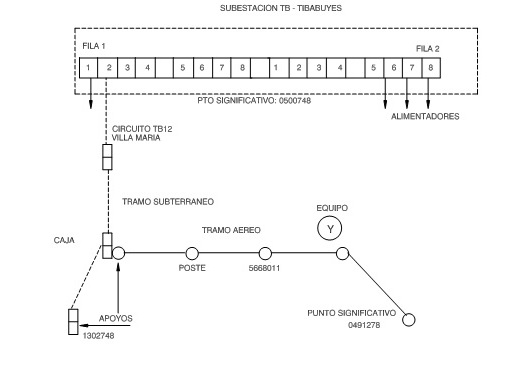 SUBESTACION TB - TIBABUYES
FILA 1
FILA 2
1 2 3 4 5 6 7 8 1 2 3 4 5 6 7 8
PTO SIGNIFICATIVO: 0500748
ALIMENTADORES
CIRCUITO TB12
VILLA MARIA
TRAMO SUBTERRANEO
EQUIPO
Y
TRAMO AEREO
CAJA
POSTE
5668011
PUNTO SIGNIFICATIVO
0491278
APOYOS
1302748